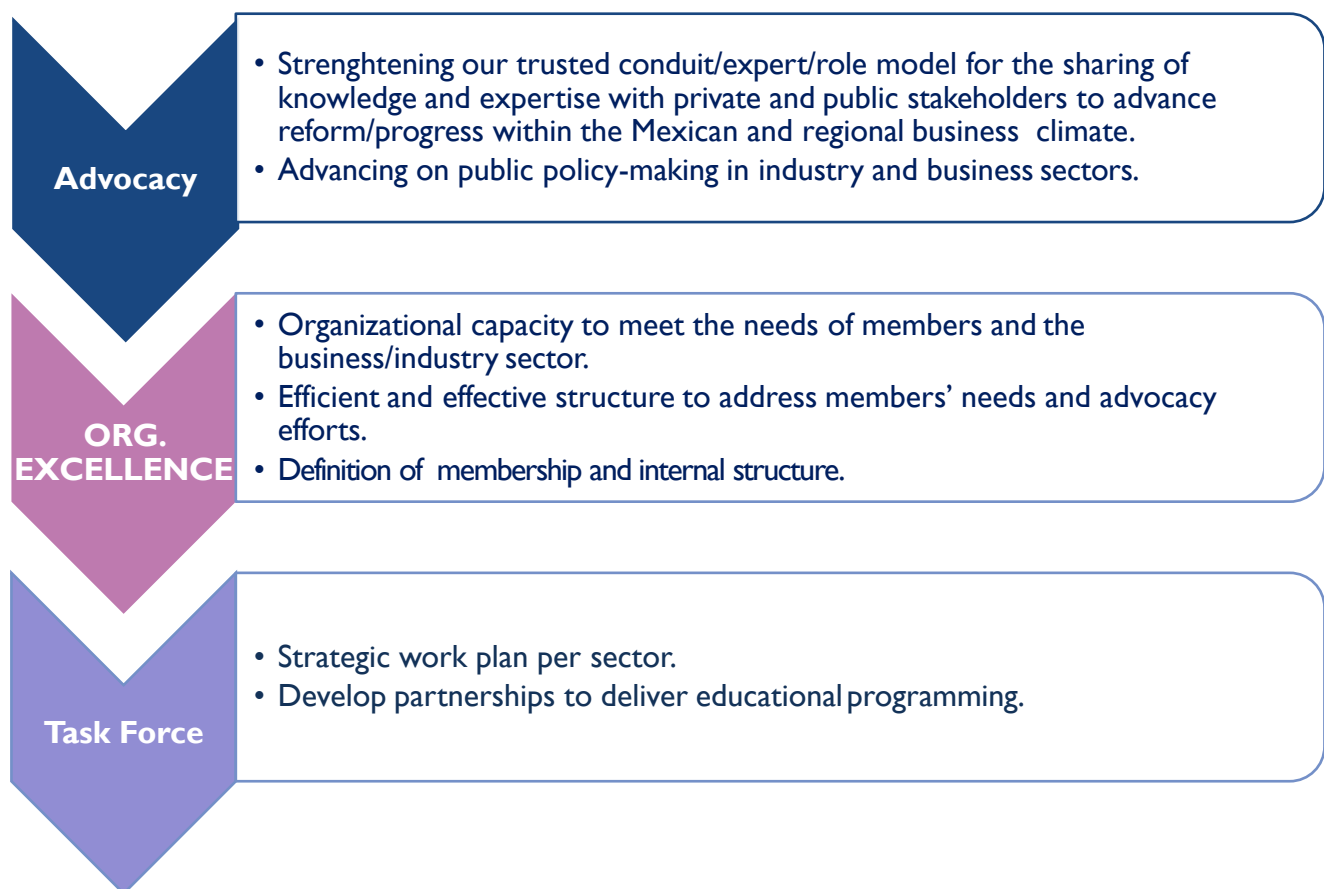 Advocacy
• Strenghtening our trusted conduit/expert/role model for the sharing of
knowledge and expertise with private and public stakeholders to advance
reform/progress within the Mexican and regional business climate.
• Advancing on public policy-making in industry and business sectors.
ORG.
EXCELLENCE
• Organizational capacity to meet the needs of members and the
business/industry sector.
• Efficient and effective structure to address members’ needs and advocacy
efforts.
• Definition of membership and internal structure.
Task Force
• Strategic work plan per sector.
• Develop partnerships to deliver educational programming.